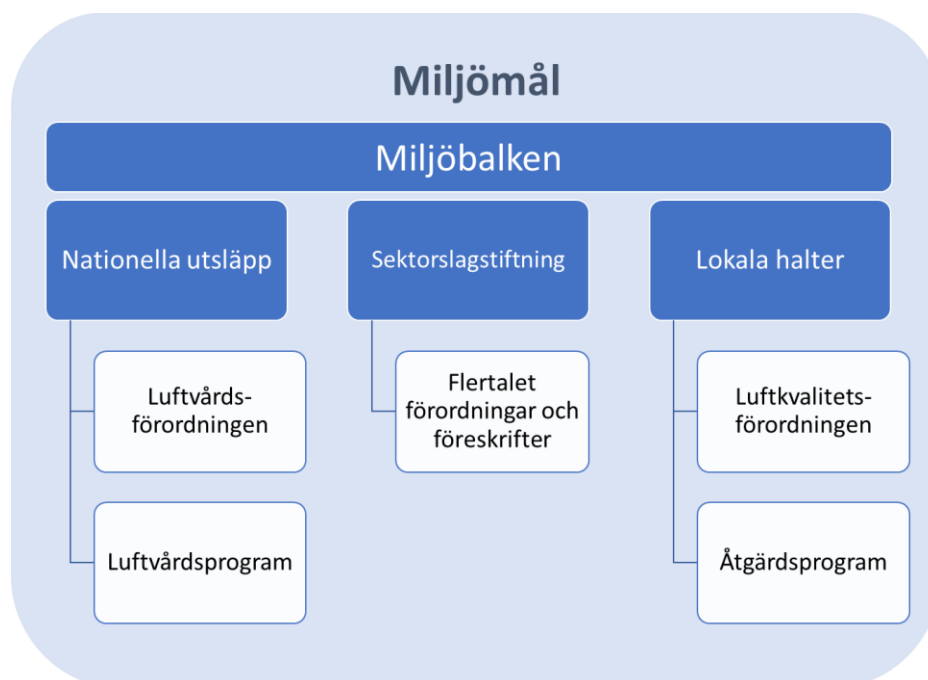 Miljömål
Miljöbalken
Nationella utsläpp
Sektorslagstiftning
Lokala halter
Luftvårds-
förordningen
Flertalet
förordningar och
föreskrifter
Luftkvalitets-
förordningen
Luftvårdsprogram
Åtgärdsprogram